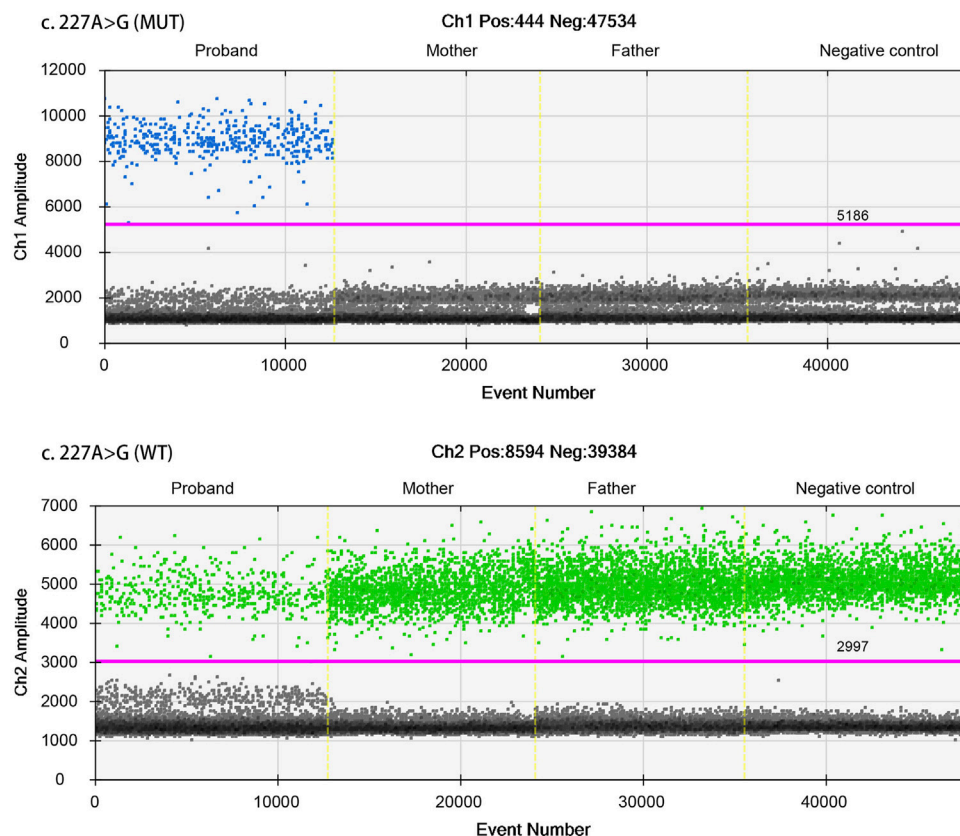 c. 227A>G (MUT)
Ch1 Pos:444 Neg:47534
Proband
Mother
Father
Negative control
12000
10000
8000
6000
4000
2000
0
Ch1 Amplitude
5186
0
10000
20000
30000
40000
Event Number
c. 227A>G (WT)
Ch2 Pos:8594 Neg:39384
Proband
Mother
Father
Negative control
7000
6000
5000
4000
3000
2000
1000
0
Ch2 Amplitude
2997
0
10000
20000
30000
40000
Event Number